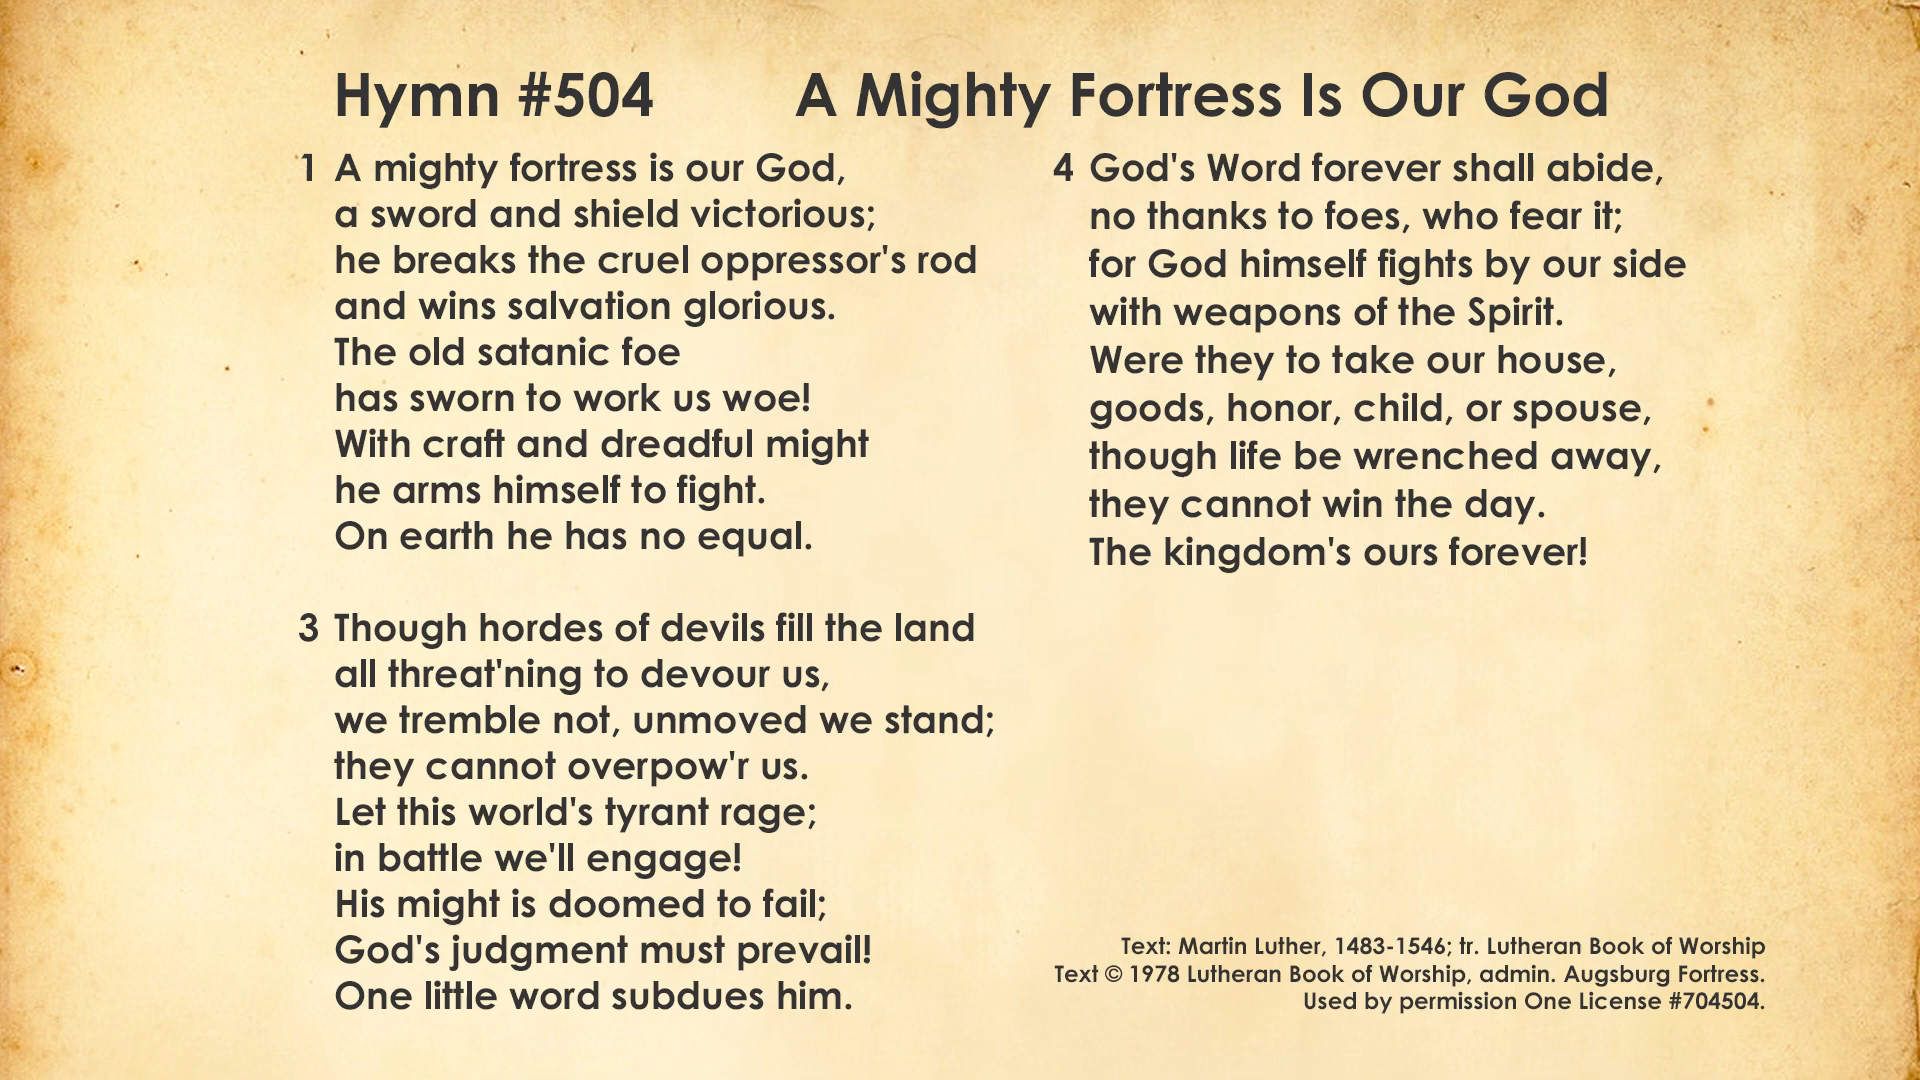 Hymn #504 A Mighty Fortress Is Our God
1 A mighty fortress is our God,
a sword and shield victorious;
he breaks the cruel oppressor's rod
and wins salvation glorious.
The old satanic foe
has sworn to work us woe!
With craft and dreadful might
he arms himself to fight.
On earth he has no equal.
3 Though hordes of devils fill the land
all threat'ning to devour us,
we tremble not, unmoved we stand;
they cannot overpow'r us.
Let this world's tyrant rage;
in battle we'll engage!
His might is doomed to fail;
God's judgment must prevail!
One little word subdues him.
4 God's Word forever shall abide,
no thanks to foes, who fear it;
for God himself fights by our side
with weapons of the Spirit.
Were they to take our house,
goods, honor, child, or spouse,
though life be wrenched away,
they cannot win the day.
The kingdom's ours forever!
Text: Martin Luther, 1483-1546; tr. Lutheran Book of Worship
Text © 1978 Lutheran Book of Worship, admin. Augsburg Fortress.
Used by permission One License #704504.